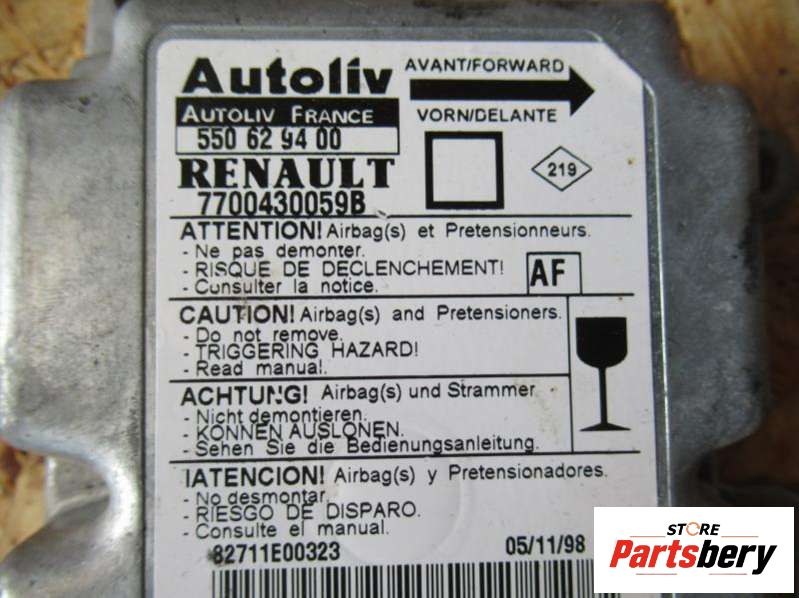 Autoliv
AVANT/FORWARD
AUTOLIV FRANCE
VORN/DELANTE
550 62 94 00
RENAULT
219
7700430059B
ATTENTION! Airbag(s) et Pretensionneurs.
- Ne pas demonter.
- RISQUE DE DECLENCHEMENT!
- Consulter la notice.
AF
CAUTION! Airbag(s) and Pretensioners.
- Do not remove.
- TRIGGERING HAZARD!
- Read manual.
ACHTUNG! Airbag(s) und Strammer
- Nicht demontieren.
- KONNEN AUSLONEN.
- Sehen Sie die Bedienungsanleitung.
!ATENCION! Airbag(s) y Pretensionadores.
- No desmontar.
- RIESGO DE DISPARO.
- Consulte el manual.
82711E00323
05/11/98
STORE
Partsbery